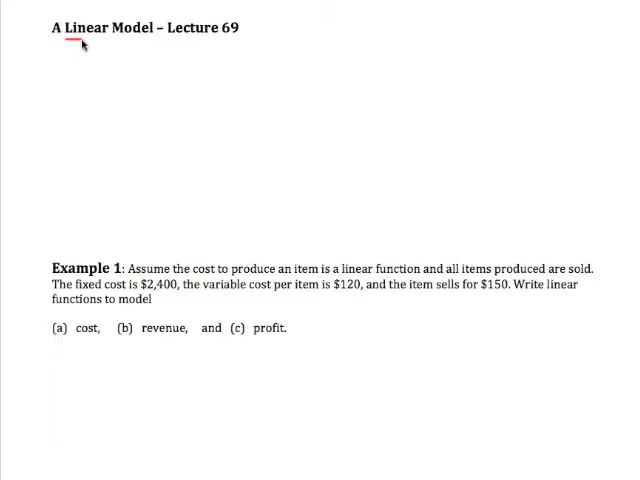 A Linear Model – Lecture 69
Example 1: Assume the cost to produce an item is a linear function and all items produced are sold.
The fixed cost is $2,400, the variable cost per item is $120, and the item sells for $150. Write linear
functions to model
(a) cost, (b) revenue, and (c) profit.